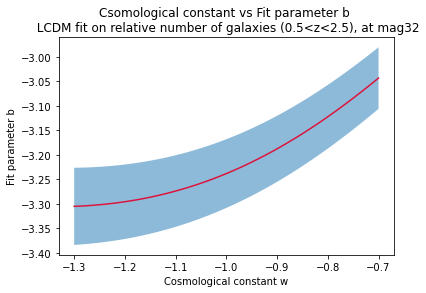 Csomological constant vs Fit parameter b
LCDM fit on relative number of galaxies (0.5<z<2.5), at mag32
−3.00
−3.05
−3.10
−3.15
−3.20
−3.25
−3.30
−3.35
−3.40
Fit parameter b
−1.3 −1.2 −1.1 −1.0 −0.9 −0.8 −0.7
Cosmological constant w